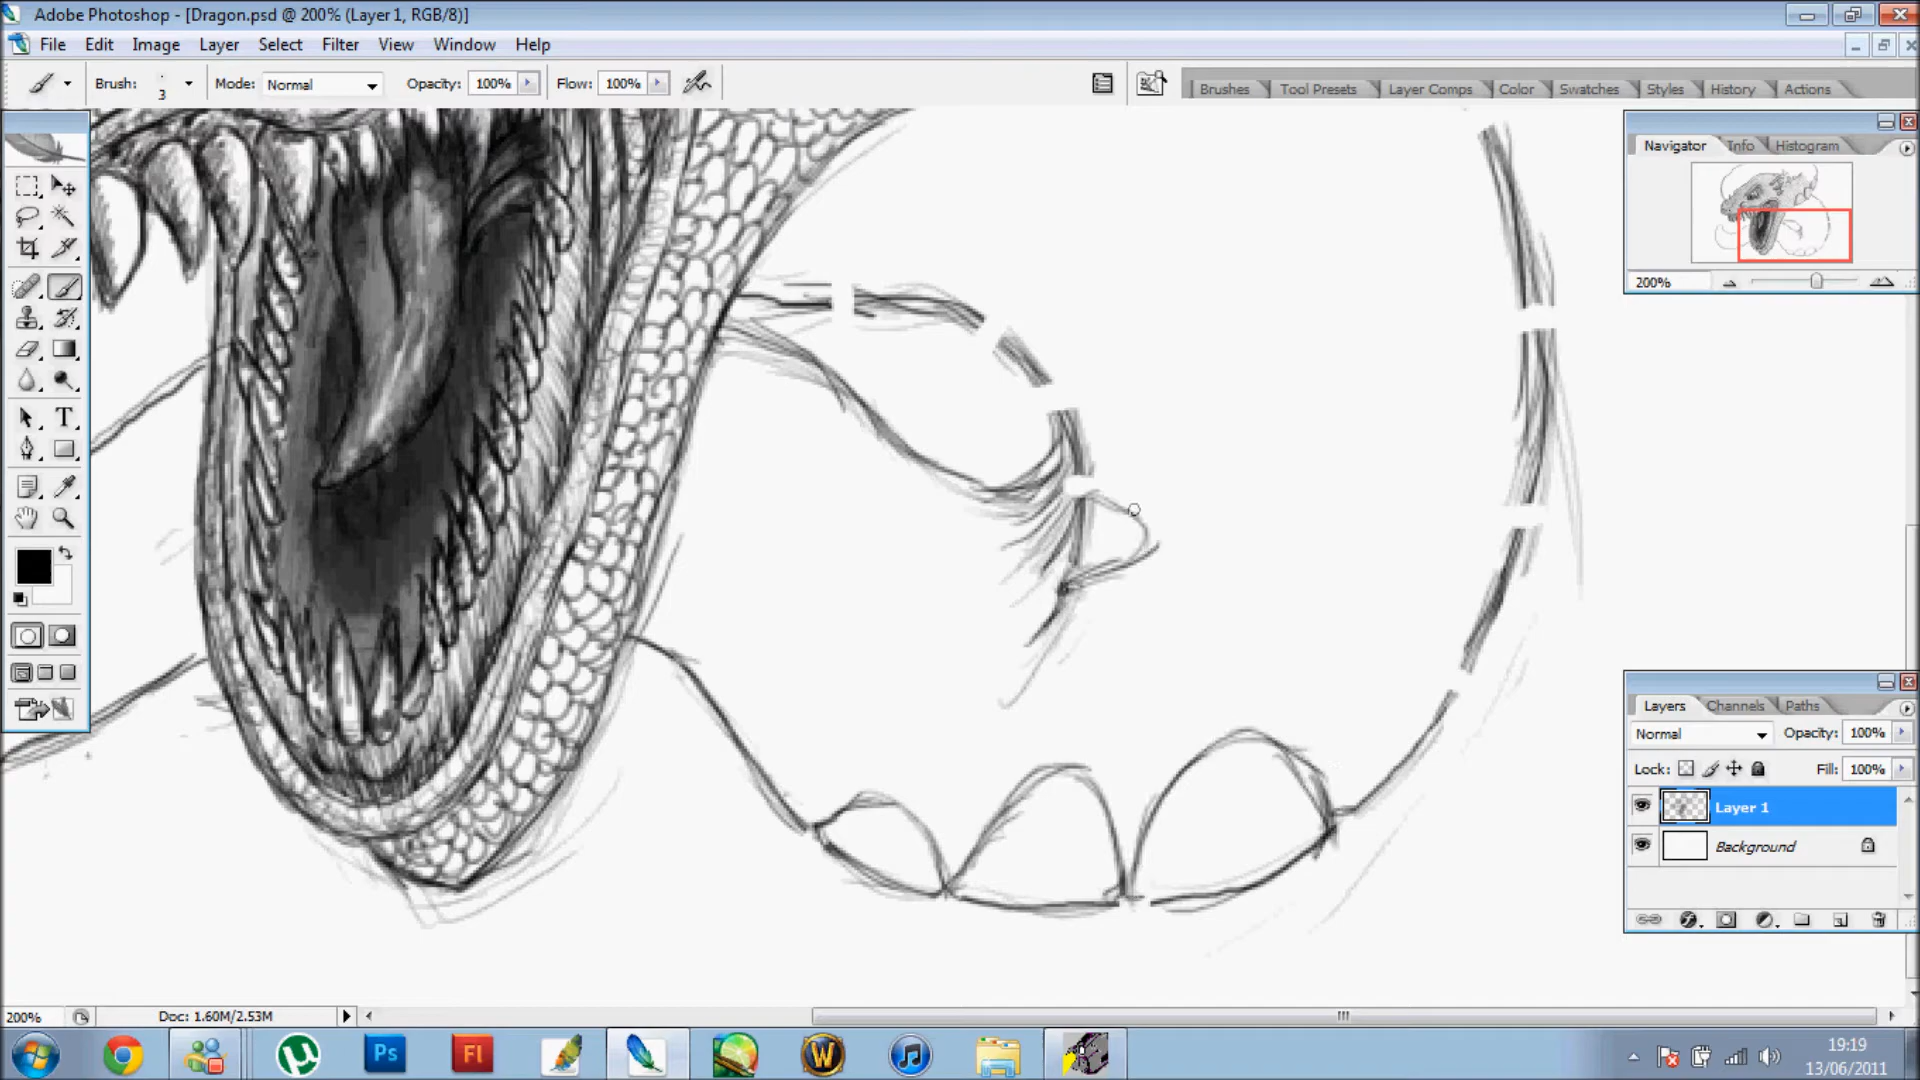 Adobe Photoshop - [Dragon.psd @ 200% (Layer 1, RGB/8)]
File Edit Image Layer Select Filter View Window Help
Brush: 3 Mode: Normal Opacity: 100% Flow: 100%
Brushes Tool Presets Layer Comps Color Swatches Styles History Actions
Navigator Info Histogram
200%
Layers Channels Paths
Normal Opacity: 100%
Lock: Fill: 100%
Layer 1
Background
T
200% Doc: 1.60M/2.53M
Ps Fl W
19:19
13/06/2011